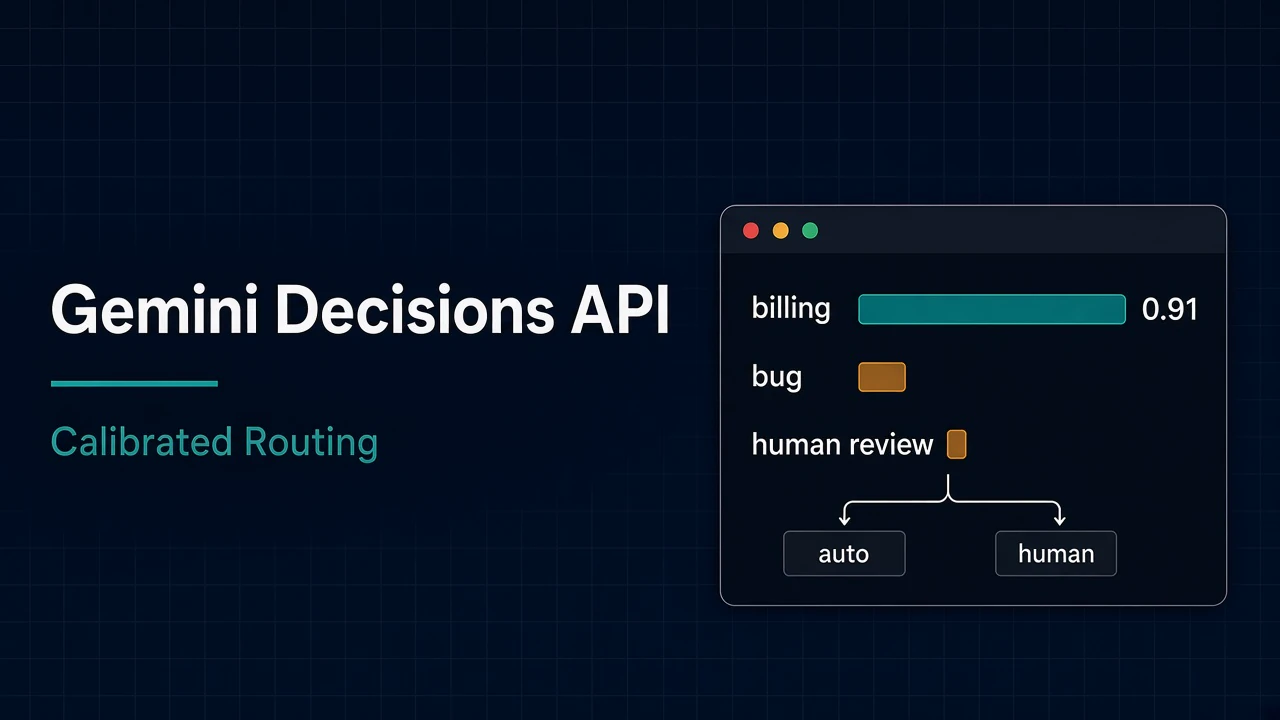 Gemini Decisions API
Calibrated Routing
billing 0.91
bug
human review
auto human